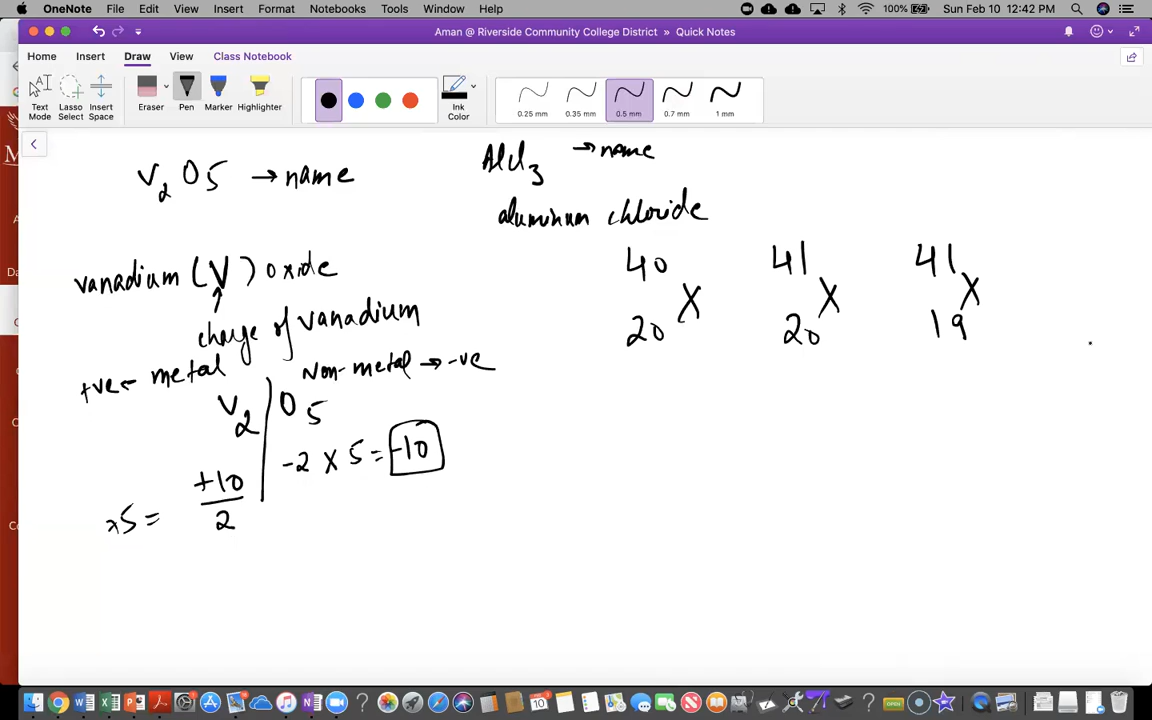 OneNote File Edit View Insert Format Notebooks Tools Window Help 100% Sun Feb 10 12:42 PM
Aman @ Riverside Community College District » Quick Notes
Home Insert Draw View Class Notebook
Text Mode Lasso Select Insert Space Eraser Pen Marker Highlighter Ink Color 0.25 mm 0.35 mm 0.5 mm 0.7 mm 1 mm
V2O5 → name
AlCl3 → name
aluminum chloride
vanadium (V) oxide
charge of vanadium
+ve ← metal
Non-metal → -ve
V2 | O5
-2 x 5 = -10
+10
2
+5 =
40
20 X
41
20 X
41
19 X